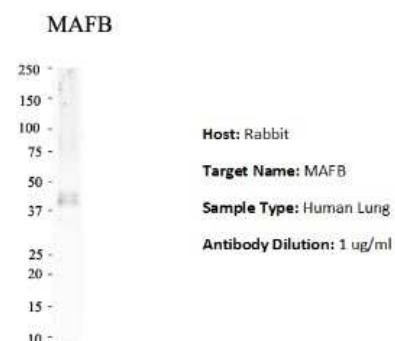 MAFB
250 -
150 -
100 -
75 -
50 -
37 -
25 -
20 -
15 -
10 -
Host: Rabbit
Target Name: MAFB
Sample Type: Human Lung
Antibody Dilution: 1 ug/ml